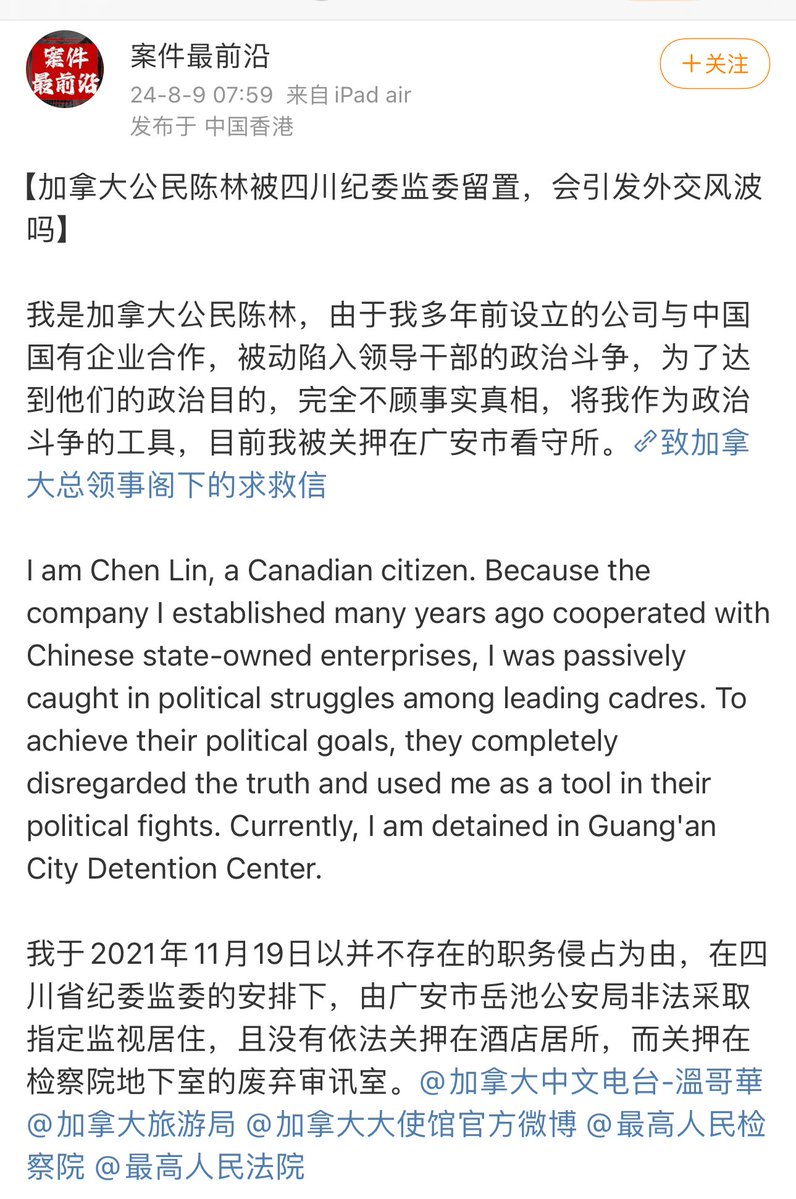 案件
最前沿
案件最前沿
24-8-9 07:59 来自 iPad air
发布于 中国香港
+关注
【加拿大公民陈林被四川纪委监委留置，会引发外交风波
吗】
我是加拿大公民陈林，由于我多年前设立的公司与中国
国有企业合作，被动陷入领导干部的政治斗争，为了达
到他们的政治目的，完全不顾事实真相，将我作为政治
斗争的工具，目前我被关押在广安市看守所。致加拿
大总领事阁下的求救信
I am Chen Lin, a Canadian citizen. Because the
company I established many years ago cooperated with
Chinese state-owned enterprises, I was passively
caught in political struggles among leading cadres. To
achieve their political goals, they completely
disregarded the truth and used me as a tool in their
political fights. Currently, I am detained in Guang'an
City Detention Center.
我于2021年11月19日以并不存在的职务侵占为由，在四
川省纪委监委的安排下，由广安市岳池公安局非法采取
指定监视居住，且没有依法关押在酒店居所，而关押在
检察院地下室的废弃审讯室。@加拿大中文电台-溫哥華
@加拿大旅游局 @加拿大大使馆官方微博 @最高人民检
察院 @最高人民法院